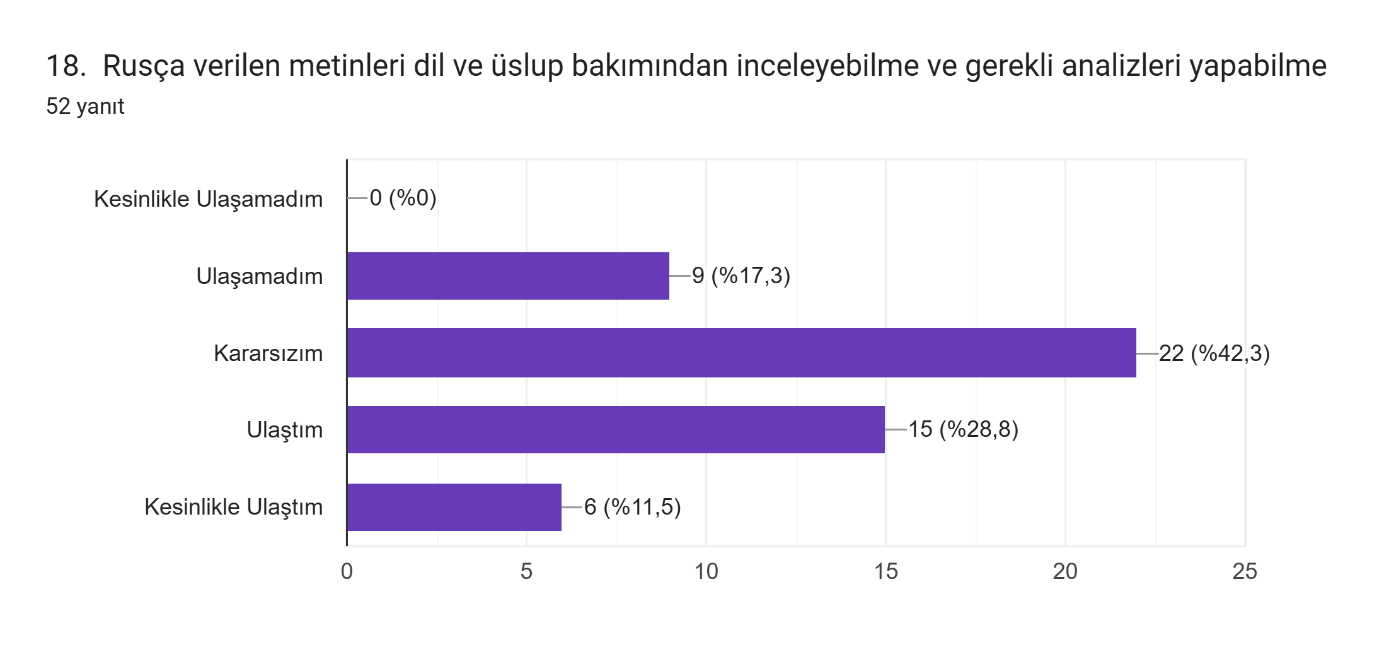 18. Rusça verilen metinleri dil ve üslup bakımından inceleyebilme ve gerekli analizleri yapabilme
52 yanıt
Kesinlikle Ulaşamadım
0 (%0)
Ulaşamadım
9 (%17,3)
Kararsızım
22 (%42,3)
Ulaştım
15 (%28,8)
Kesinlikle Ulaştım
6 (%11,5)
0 5 10 15 20 25